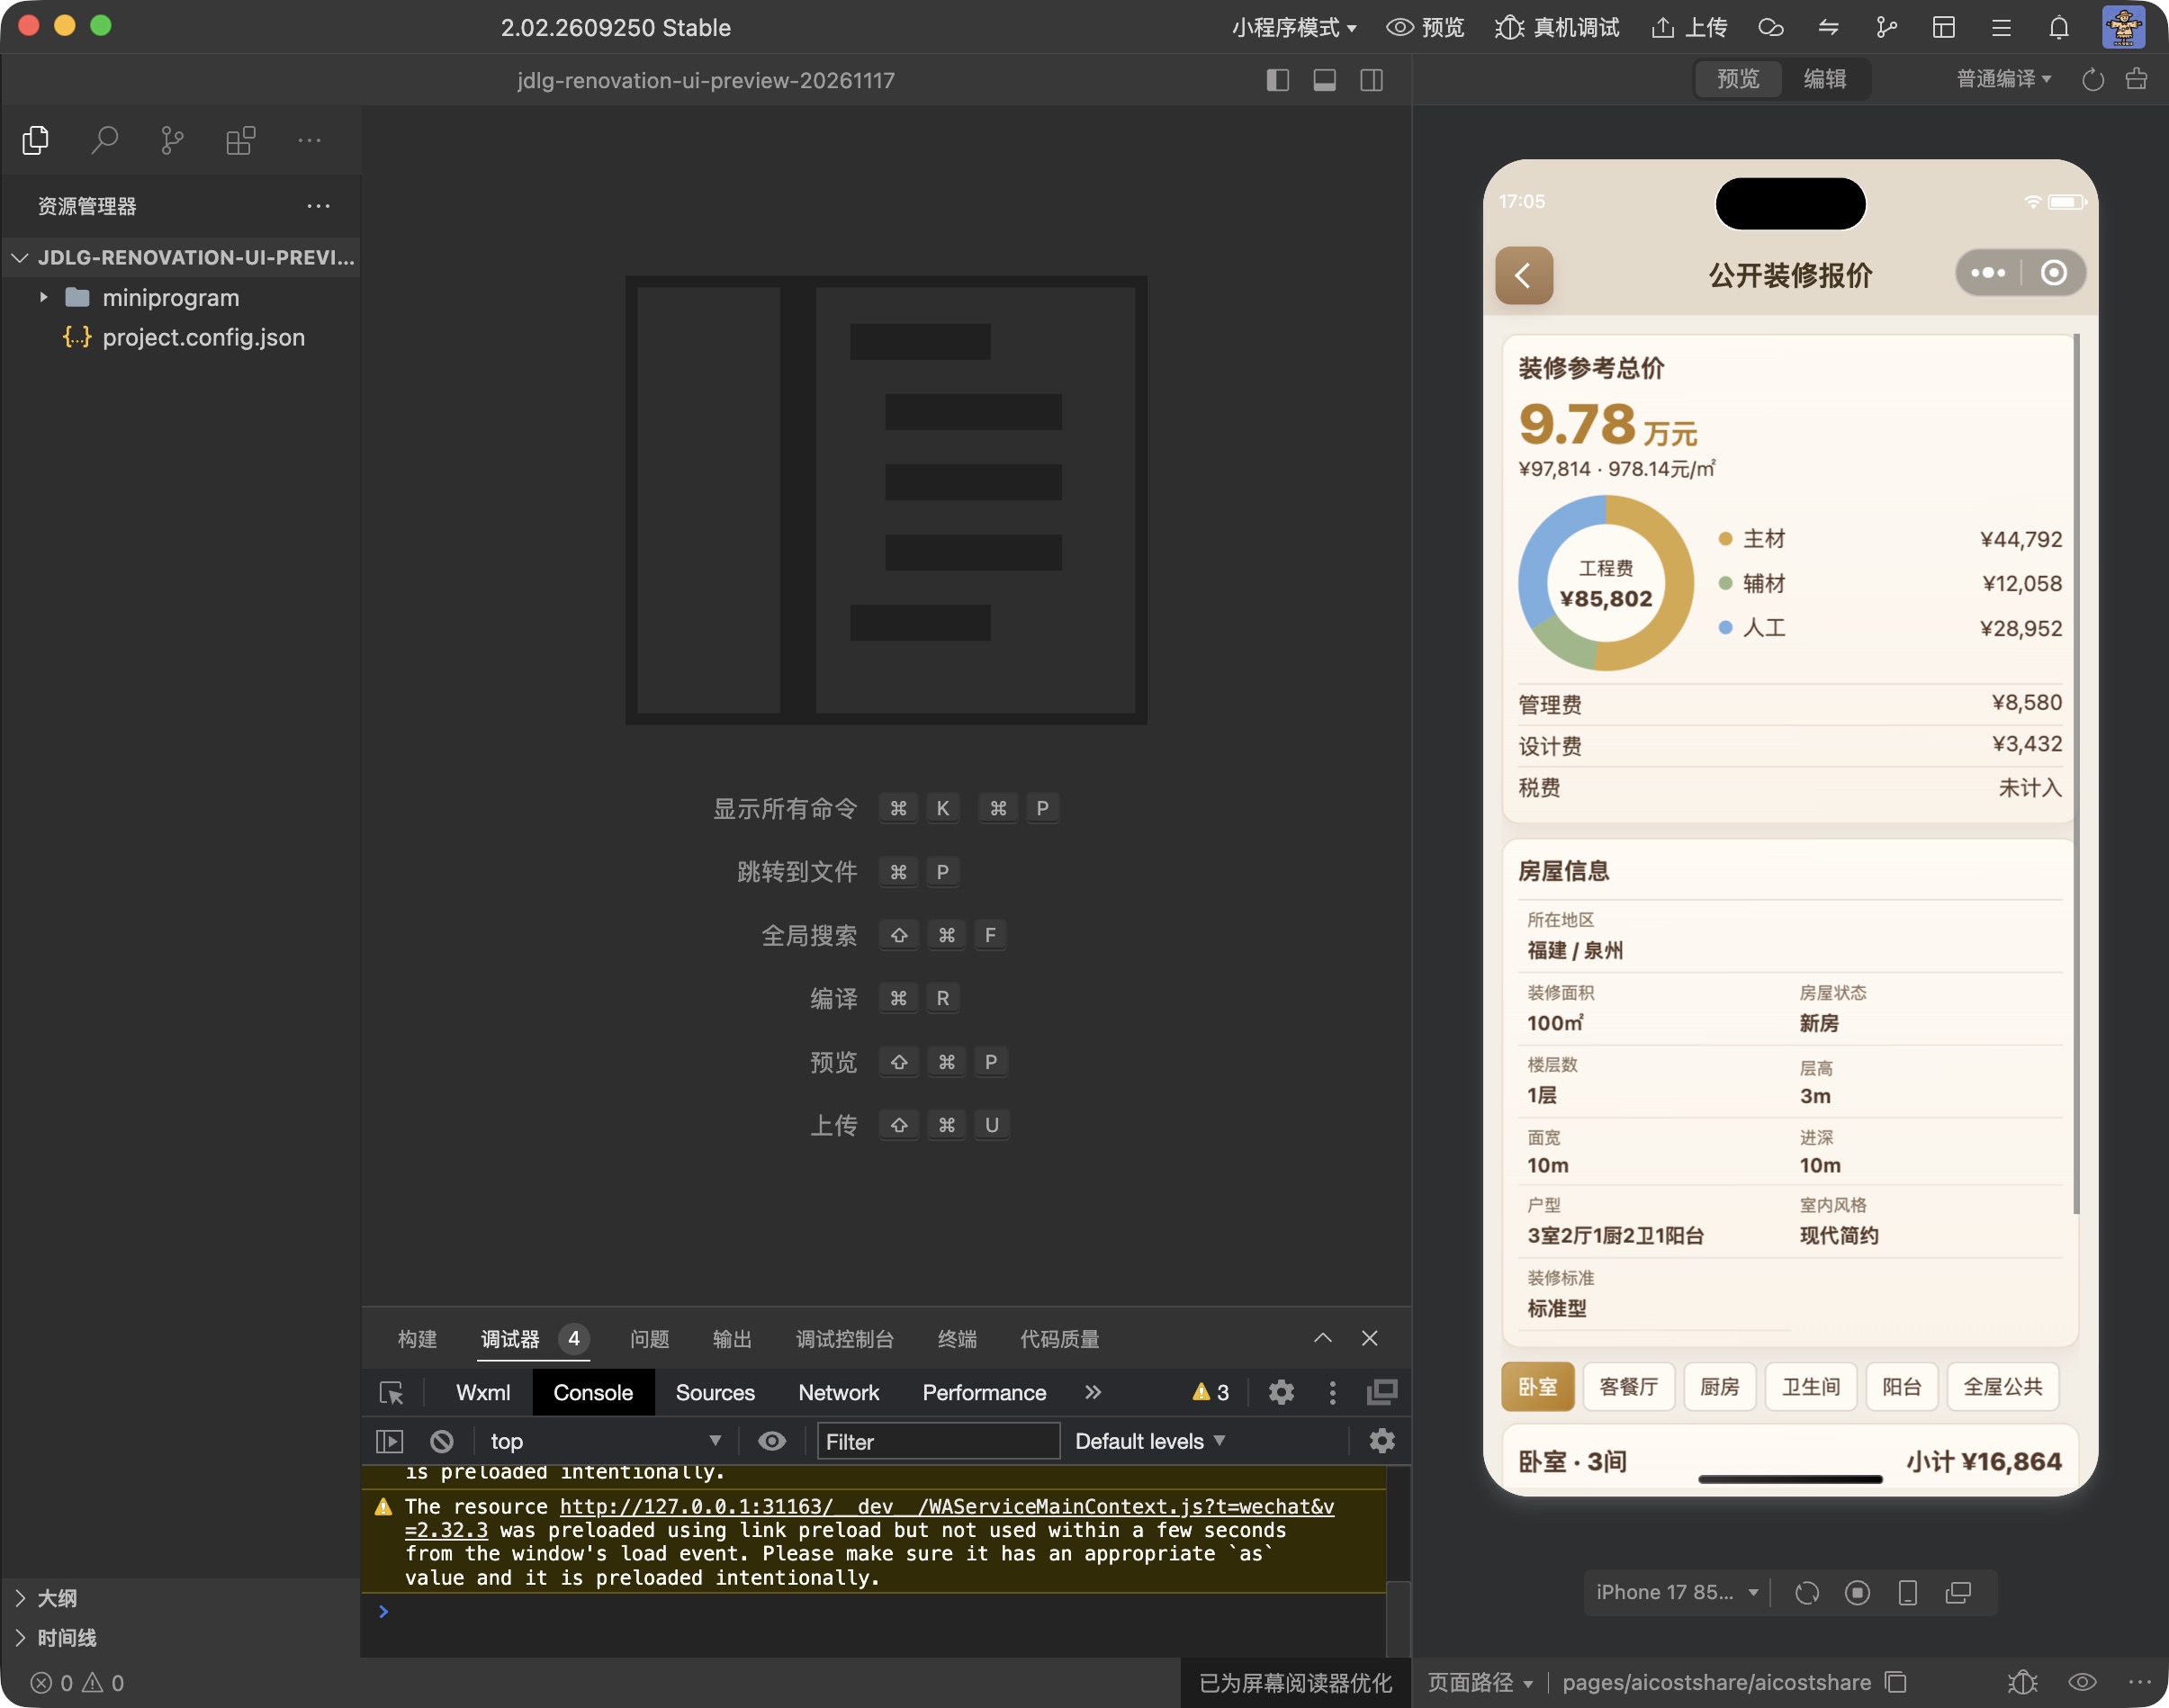 2.02.2609250 Stable
小程序模式
预览
真机调试
上传
jdlg-renovation-ui-preview-20261117
预览
编辑
普通编译
资源管理器
JDLG-RENOVATION-UI-PREVI...
miniprogram
{...} project.config.json
显示所有命令 ⌘ K ⌘ P
跳转到文件 ⌘ P
全局搜索 ⇧ ⌘ F
编译 ⌘ R
预览 ⇧ ⌘ P
上传 ⇧ ⌘ U
构建
调试器 4
问题
输出
调试控制台
终端
代码质量
Wxml
Console
Sources
Network
Performance
3
top
Filter
Default levels
is preloaded intentionally.
The resource http://127.0.0.1:31163/__dev__/WAServiceMainContext.js?t=wechat&v
=2.32.3 was preloaded using link preload but not used within a few seconds
from the window's load event. Please make sure it has an appropriate `as`
value and it is preloaded intentionally.
大纲
时间线
0 0
已为屏幕阅读器优化
17:05
公开装修报价
装修参考总价
9.78 万元
¥97,814 · 978.14元/㎡
工程费
¥85,802
主材 ¥44,792
辅材 ¥12,058
人工 ¥28,952
管理费 ¥8,580
设计费 ¥3,432
税费 未计入
房屋信息
所在地区
福建 / 泉州
装修面积 房屋状态
100㎡ 新房
楼层数 层高
1层 3m
面宽 进深
10m 10m
户型 室内风格
3室2厅1厨2卫1阳台 现代简约
装修标准
标准型
卧室 客餐厅 厨房 卫生间 阳台 全屋公共
卧室 · 3间 小计 ¥16,864
iPhone 17 85...
页面路径
pages/aicostshare/aicostshare